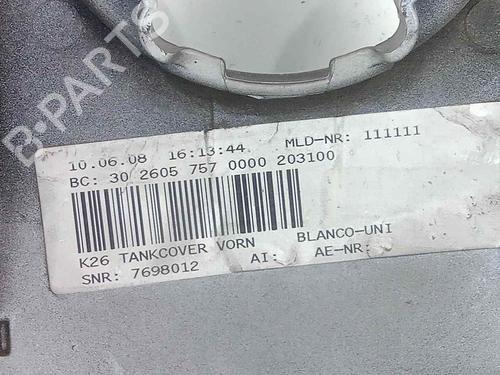 B-PARTS
10.06.08 16:13:44 MLD-NR: 111111
BC: 30 2605 757 0000 203100
K26 TANKCOVER VORN BLANCO-UNI
SNR: 7698012 AI: AE-NR: